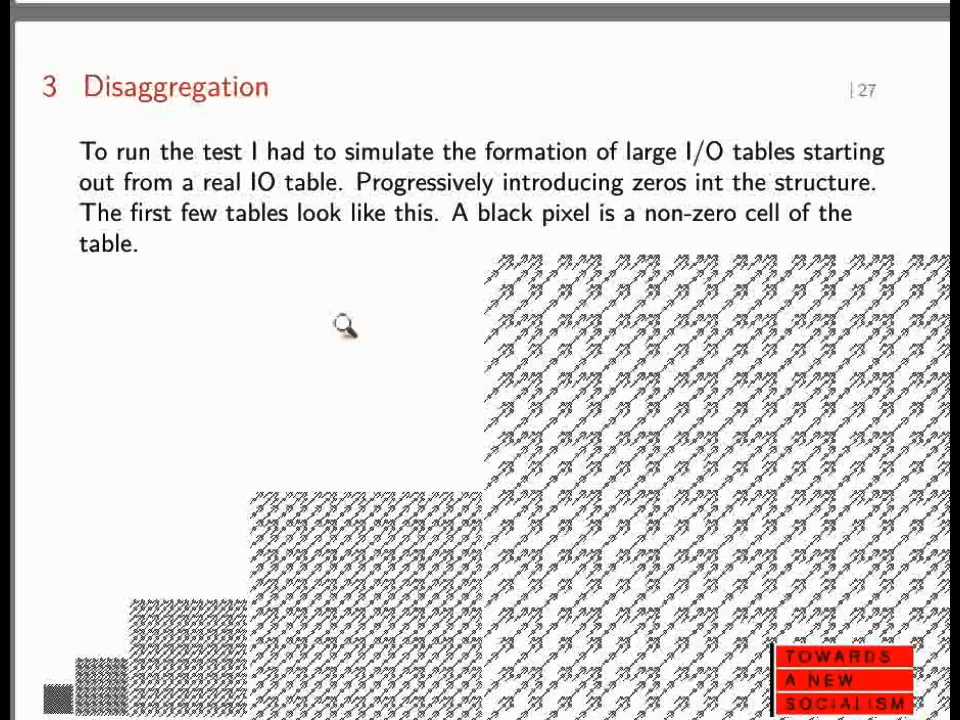 3 Disaggregation
|27
To run the test I had to simulate the formation of large I/O tables starting
out from a real IO table. Progressively introducing zeros int the structure.
The first few tables look like this. A black pixel is a non-zero cell of the
table.
TOWARDS
A NEW
SOCIALISM